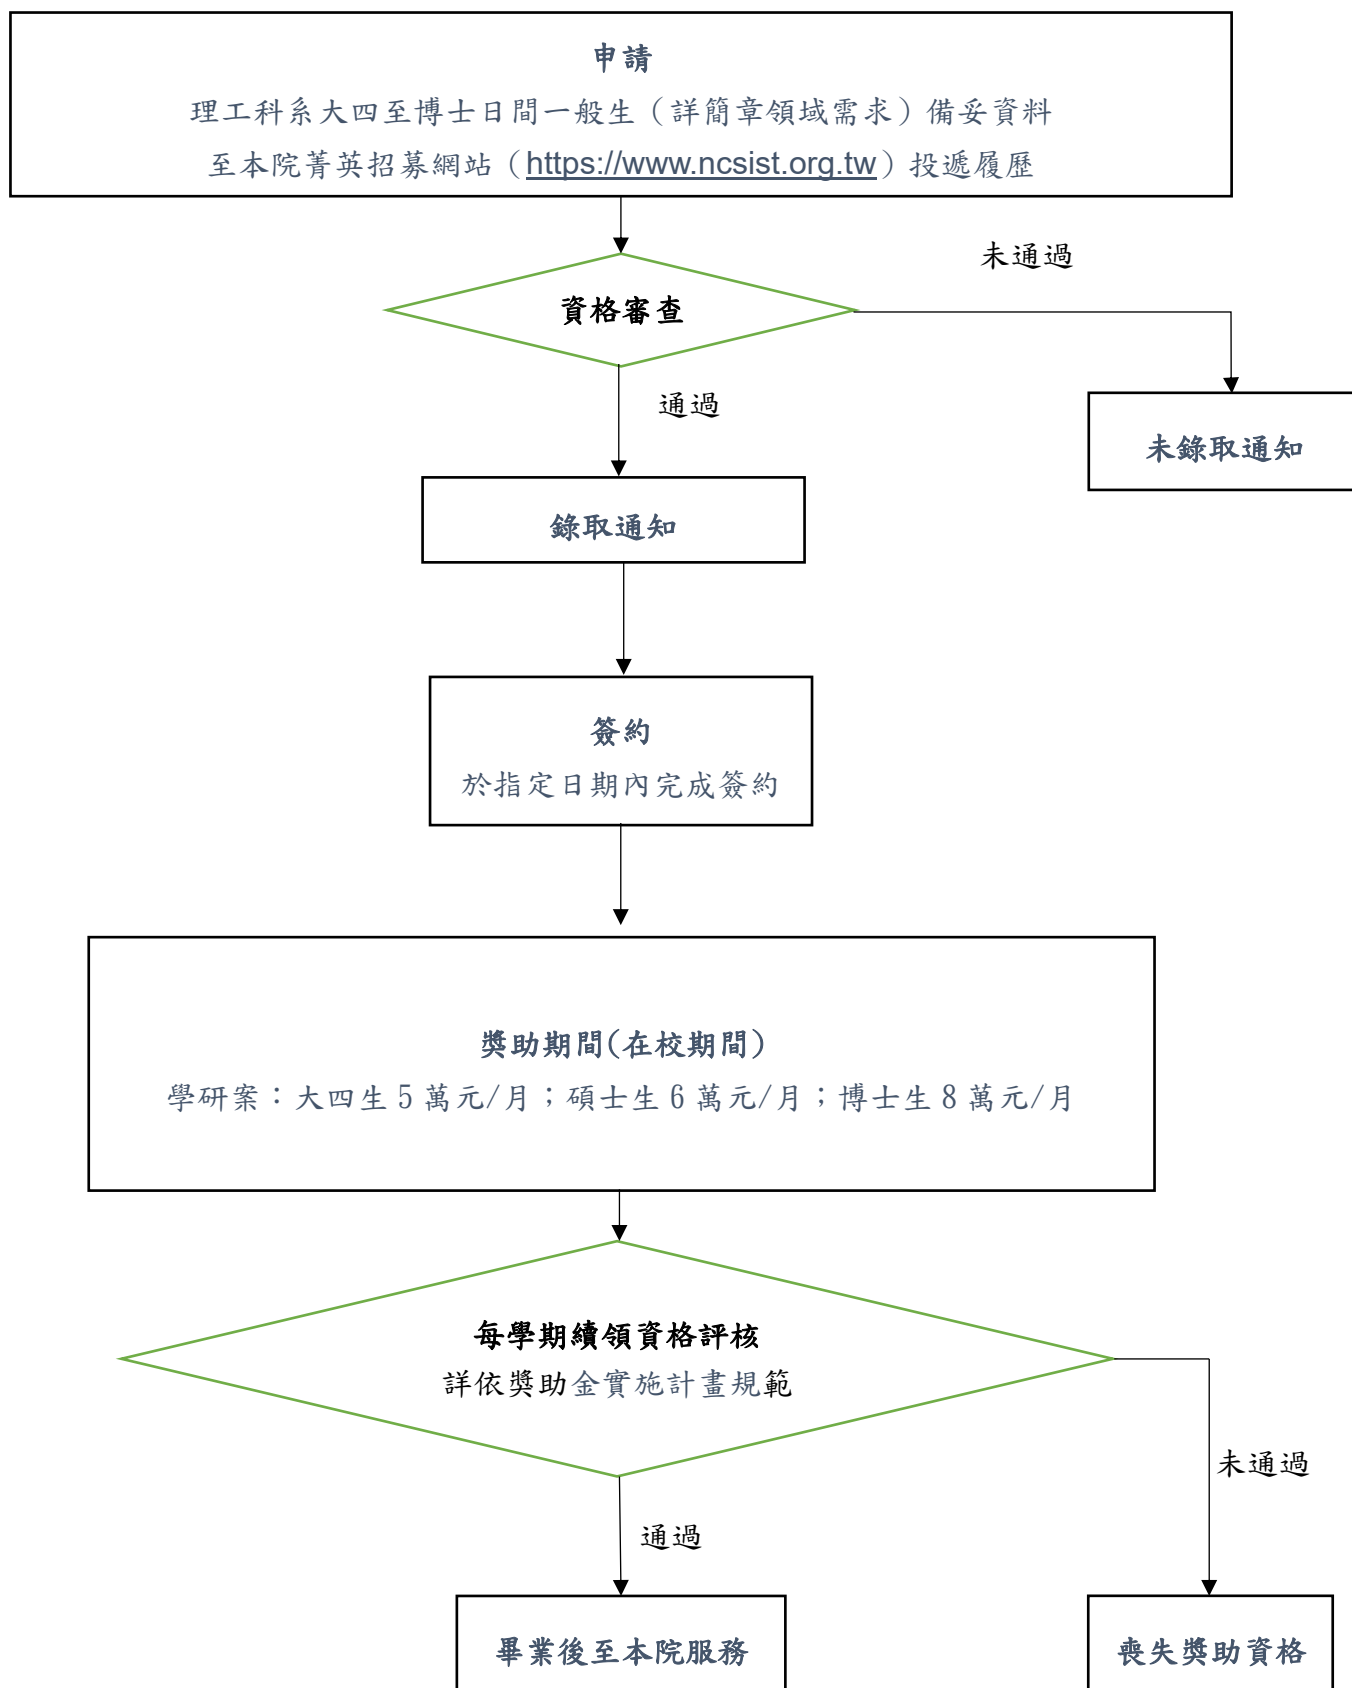 申請
理工科系大四至博士日間一般生（詳簡章領域需求）備妥資料
至本院菁英招募網站（https://www.ncsist.org.tw）投遞履歷
未通過
資格審查
通過
未錄取通知
錄取通知
簽約
於指定日期內完成簽約
獎助期間(在校期間)
學研案：大四生5萬元/月；碩士生6萬元/月；博士生8萬元/月
每學期續領資格評核
詳依獎助金實施計畫規範
未通過
通過
畢業後至本院服務
喪失獎助資格